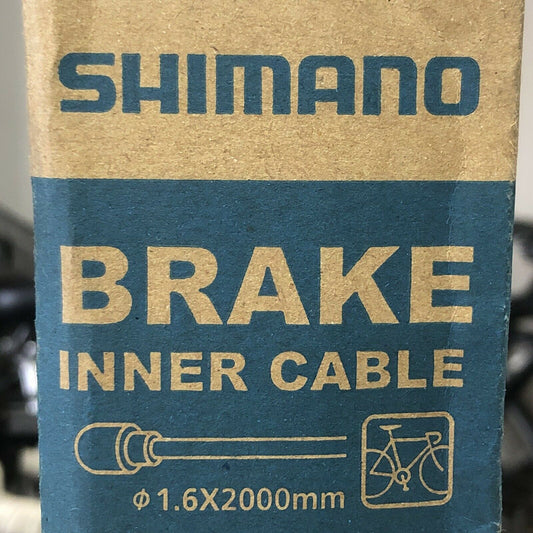 SHIMANO
BRAKE
INNER CABLE
ϕ1.6X2000mm